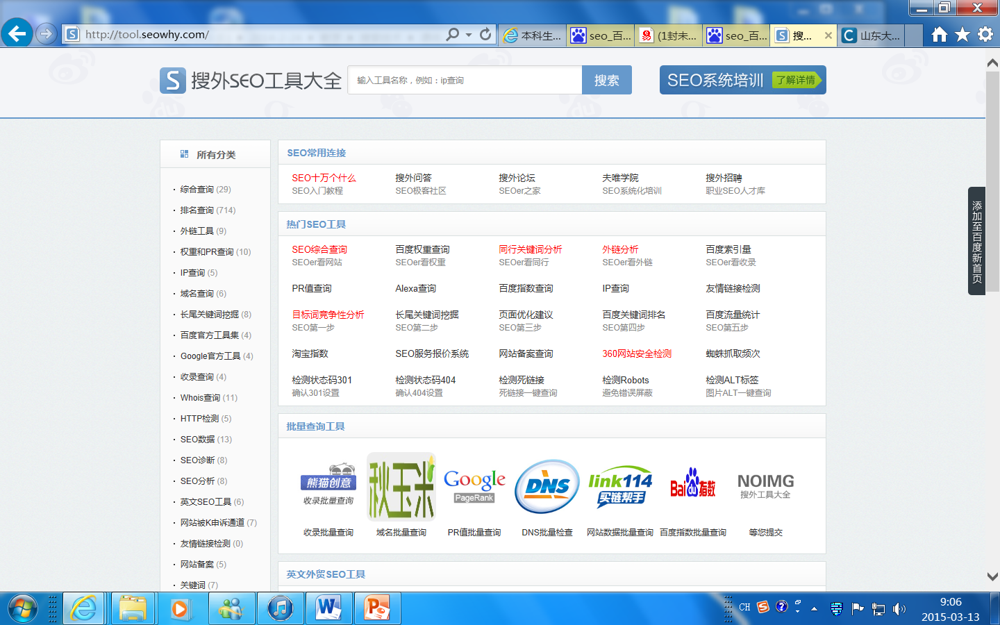 http://tool.seowhy.com/
本科生...
seo_百...
(1封未...
seo_百...
搜...
山东大...
搜外SEO工具大全
输入工具名称，例如：ip查询
搜索
SEO系统培训 了解详情
添加至百度新首页
所有分类
综合查询 (29)
排名查询 (714)
外链工具 (9)
权重和PR查询 (10)
IP查询 (5)
域名查询 (6)
长尾关键词挖掘 (8)
百度官方工具集 (4)
Google官方工具 (4)
收录查询 (4)
Whois查询 (11)
HTTP检测 (5)
SEO数据 (13)
SEO诊断 (8)
SEO分析 (8)
英文SEO工具 (6)
网站被K申诉通道 (7)
友情链接检测 (0)
网站备案 (5)
关键词 (7)
SEO常用连接
SEO十万个什么 搜外问答 搜外论坛 夫唯学院 搜外招聘
SEO入门教程 SEO极客社区 SEOer之家 SEO系统化培训 职业SEO人才库
热门SEO工具
SEO综合查询 百度权重查询 同行关键词分析 外链分析 百度索引量
SEOer看网站 SEOer看权重 SEOer看同行 SEOer看外链 SEOer看收录
PR值查询 Alexa查询 百度指数查询 IP查询 友情链接检测
目标词竞争性分析 长尾关键词挖掘 页面优化建议 百度关键词排名 百度流量统计
SEO第一步 SEO第二步 SEO第三步 SEO第四步 SEO第五步
淘宝指数 SEO服务报价系统 网站备案查询 360网站安全检测 蜘蛛抓取频次
检测状态码301 检测状态码404 检测死链接 检测Robots 检测ALT标签
确认301设置 确认404设置 死链接一键查询 避免错误屏蔽 图片ALT一键查询
批量查询工具
熊猫创意
收录批量查询
秋玉米
Google
PageRank
DNS
link114
买链帮手
Bai du 指数
NOIMG
搜外工具大全
收录批量查询 域名批量查询 PR值批量查询 DNS批量检查 网站数据批量查询 百度指数批量查询 等您提交
英文外贸SEO工具
CH
9:06
2015-03-13